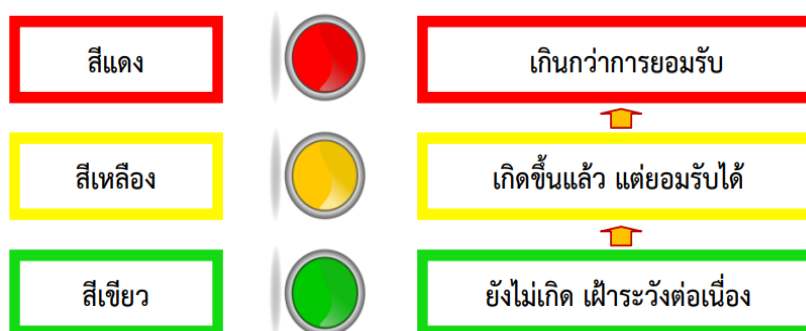 สีแดง
เกินกว่าการยอมรับ
สีเหลือง
เกิดขึ้นแล้ว แต่ยอมรับได้
สีเขียว
ยังไม่เกิด เฝ้าระวังต่อเนื่อง